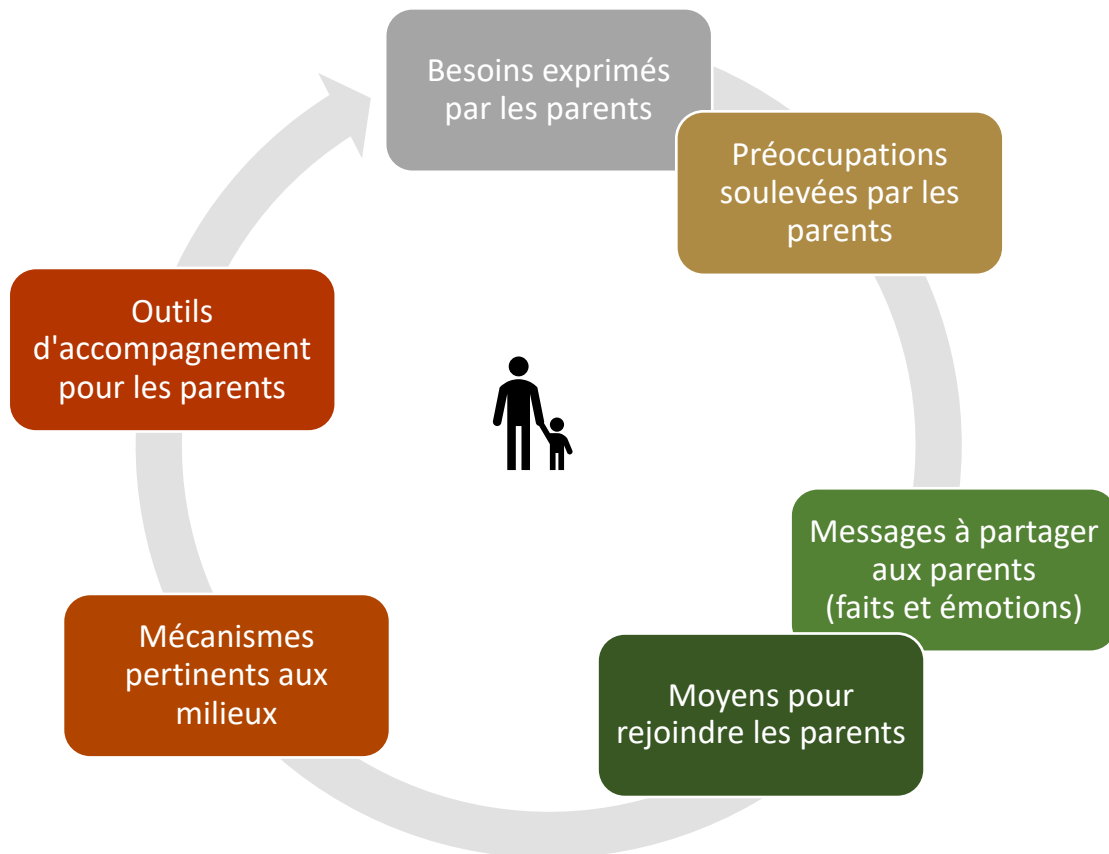 Besoins exprimés
par les parents
Préoccupations
soulevées par les
parents
Messages à partager
aux parents
(faits et émotions)
Moyens pour
rejoindre les parents
Mécanismes
pertinents aux
milieux
Outils
d'accompagnement
pour les parents